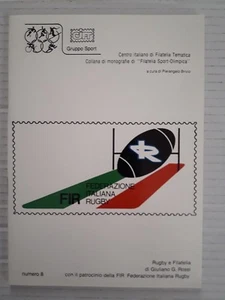 Gruppo Sport
Centro Italiano di Filatelia Tematica
Collana di monografie di "Filatelia Sport-Olimpica"
a cura di Pierangelo Brivio
FIR
FEDERAZIONE
ITALIANA
RUGBY
Rugby e Filatelia
di Giuliano G. Rossi
numero 8
con il patrocinio della FIR Federazione Italiana Rugby